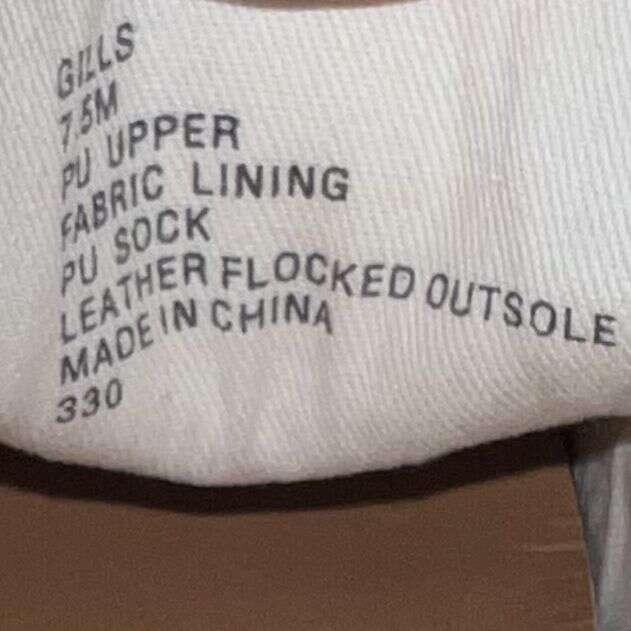 GILLS
7.5M
PU UPPER
FABRIC LINING
PU SOCK
LEATHER FLOCKED OUTSOLE
MADE IN CHINA
330